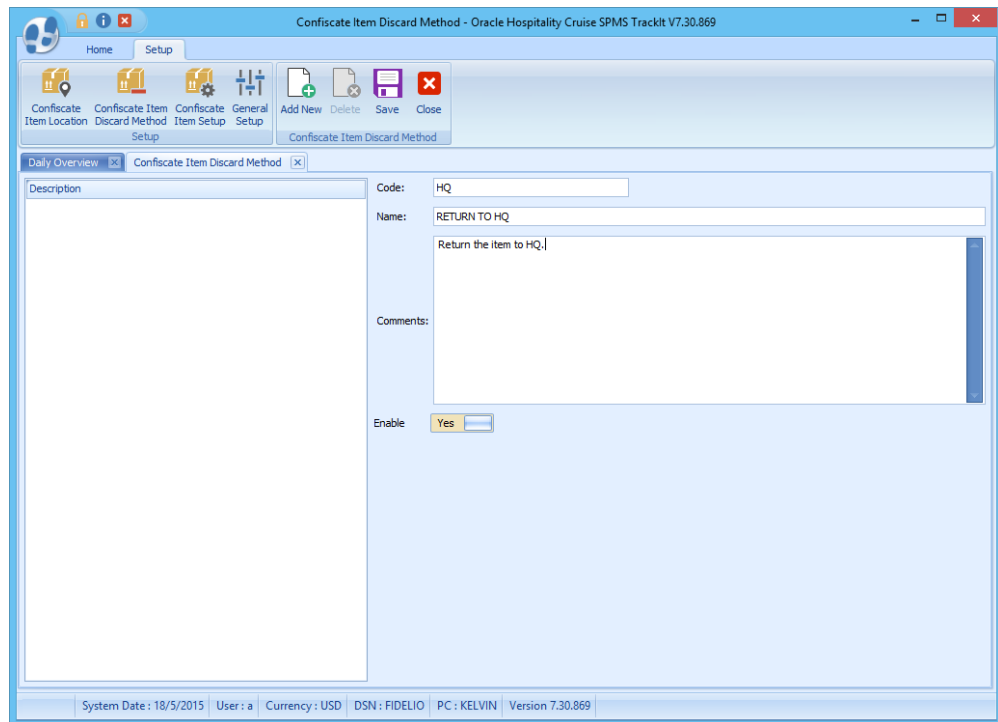 Confiscate Item Discard Method - Oracle Hospitality Cruise SPMS TrackIt V7.30.869
Home Setup
Confiscate Item Location
Confiscate Item Discard Method
Confiscate Item Setup
General Setup
Add New
Delete
Save
Close
Setup
Confiscate Item Discard Method
Daily Overview
Confiscate Item Discard Method
Description
Code: HQ
Name: RETURN TO HQ
Return the item to HQ.
Comments:
Enable Yes
System Date : 18/5/2015 User : a Currency : USD DSN : FIDELIO PC : KELVIN Version 7.30.869